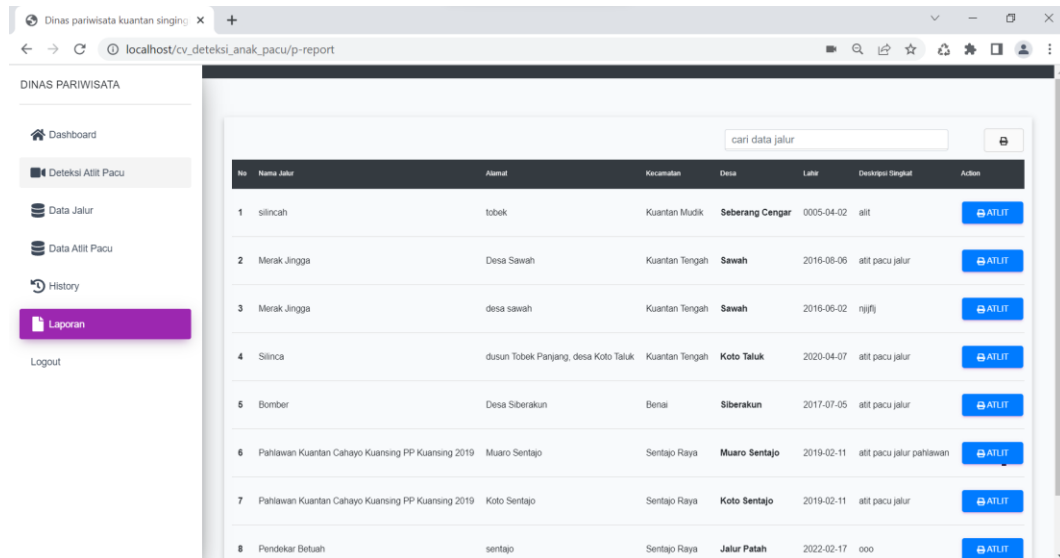 Dinas pariwisata kuantan singing
localhost/cv_deteksi_anak_pacu/p-report
DINAS PARIWISATA
Dashboard
Deteksi Atlit Pacu
Data Jalur
Data Atlit Pacu
History
Laporan
Logout
cari data jalur
No Nama Jalur Alamat Kecamatan Desa Lahir Deskripsi Singkat Action
1 silincah tobek Kuantan Mudik Seberang Cengar 0005-04-02 alit ATLIT
2 Merak Jingga Desa Sawah Kuantan Tengah Sawah 2016-08-06 atit pacu jalur ATLIT
3 Merak Jingga desa sawah Kuantan Tengah Sawah 2016-06-02 njijflj ATLIT
4 Silinca dusun Tobek Panjang, desa Koto Taluk Kuantan Tengah Koto Taluk 2020-04-07 atit pacu jalur ATLIT
5 Bomber Desa Siberakun Benai Siberakun 2017-07-05 atit pacu jalur ATLIT
6 Pahlawan Kuantan Cahayo Kuansing PP Kuansing 2019 Muaro Sentajo Sentajo Raya Muaro Sentajo 2019-02-11 atit pacu jalur pahlawan ATLIT
7 Pahlawan Kuantan Cahayo Kuansing PP Kuansing 2019 Koto Sentajo Sentajo Raya Koto Sentajo 2019-02-11 atit pacu jalur ATLIT
8 Pendekar Betuah sentajo Sentajo Raya Jalur Patah 2022-02-17 ooo ATLIT